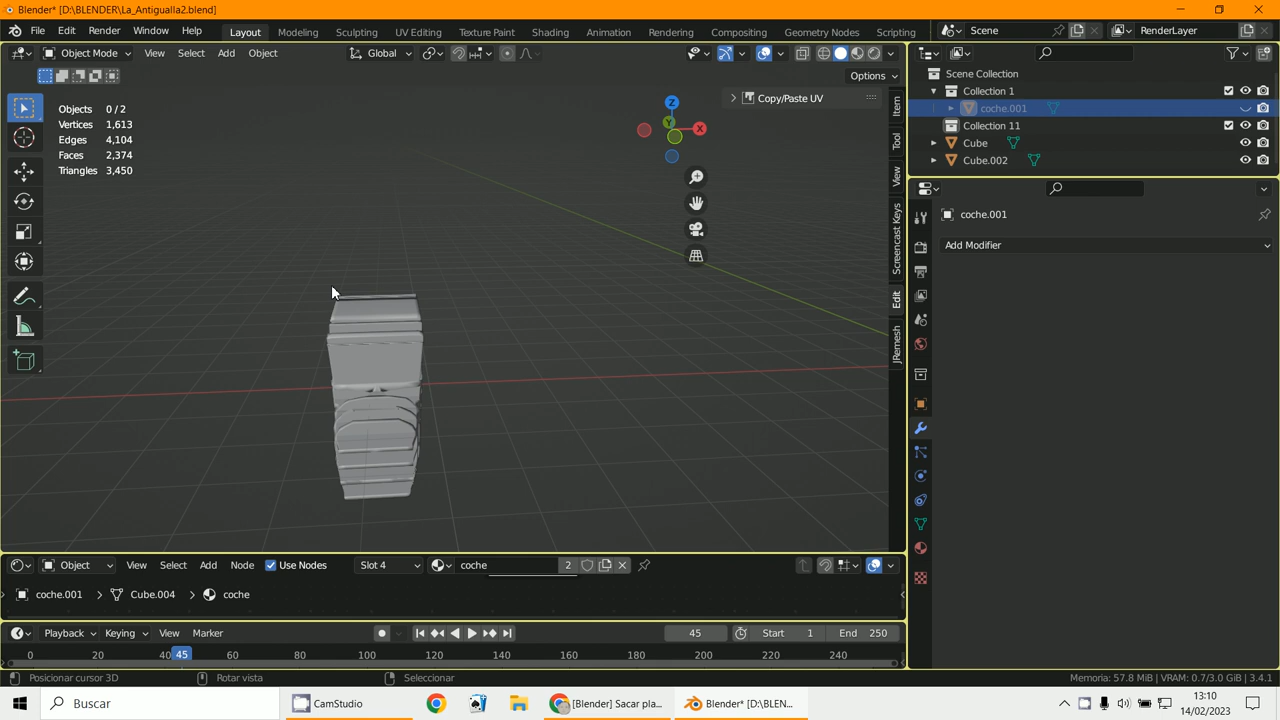 Blender* [D:\BLENDER\La_Antigualla2.blend]
File Edit Render Window Help Layout Modeling Sculpting UV Editing Texture Paint Shading Animation Rendering Compositing Geometry Nodes Scripting Scene RenderLayer
Object Mode View Select Add Object Global
Options
Objects 0 / 2
Vertices 1,613
Edges 4,104
Faces 2,374
Triangles 3,450
Copy/Paste UV
Z
Y
X
Item
Tool
View
Screencast Keys
Edit
JRemesh
Scene Collection
Collection 1
coche.001
Collection 11
Cube
Cube.002
coche.001
Add Modifier
Object View Select Add Node Use Nodes Slot 4 coche 2
coche.001 > Cube.004 > coche
Playback Keying View Marker 45 Start 1 End 250
0 20 40 45 60 80 100 120 140 160 180 200 220 240
Posicionar cursor 3D Rotar vista Seleccionar Memoria: 57.8 MiB | VRAM: 0.7/3.0 GiB | 3.4.1
Buscar CamStudio [Blender] Sacar pla... Blender* [D:\BLEN...
13:10
14/02/2023